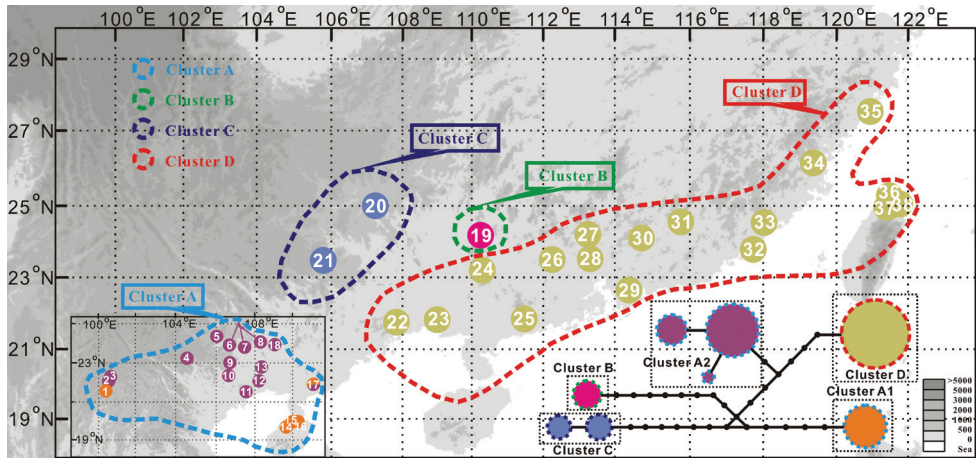 100°E 102°E 104°E 106°E 108°E 110°E 112°E 114°E 116°E 118°E 120°E 122°E
29°N
27°N
25°N
23°N
21°N
19°N
Cluster A
Cluster B
Cluster C
Cluster D
Cluster C
Cluster B
Cluster D
Cluster A
35
34
36
38
37
20
19
21
27
31
33
30
32
24
26
28
29
22
23
25
100°E 104°E 108°E
23°N
19°N
5
6
7
8
18
4
9
13
10
12
11
2
3
1
17
15
14
16
Cluster A2
Cluster B
Cluster C
Cluster D
Cluster A1
>5000
5000
3000
2000
1000
500
0
Sea